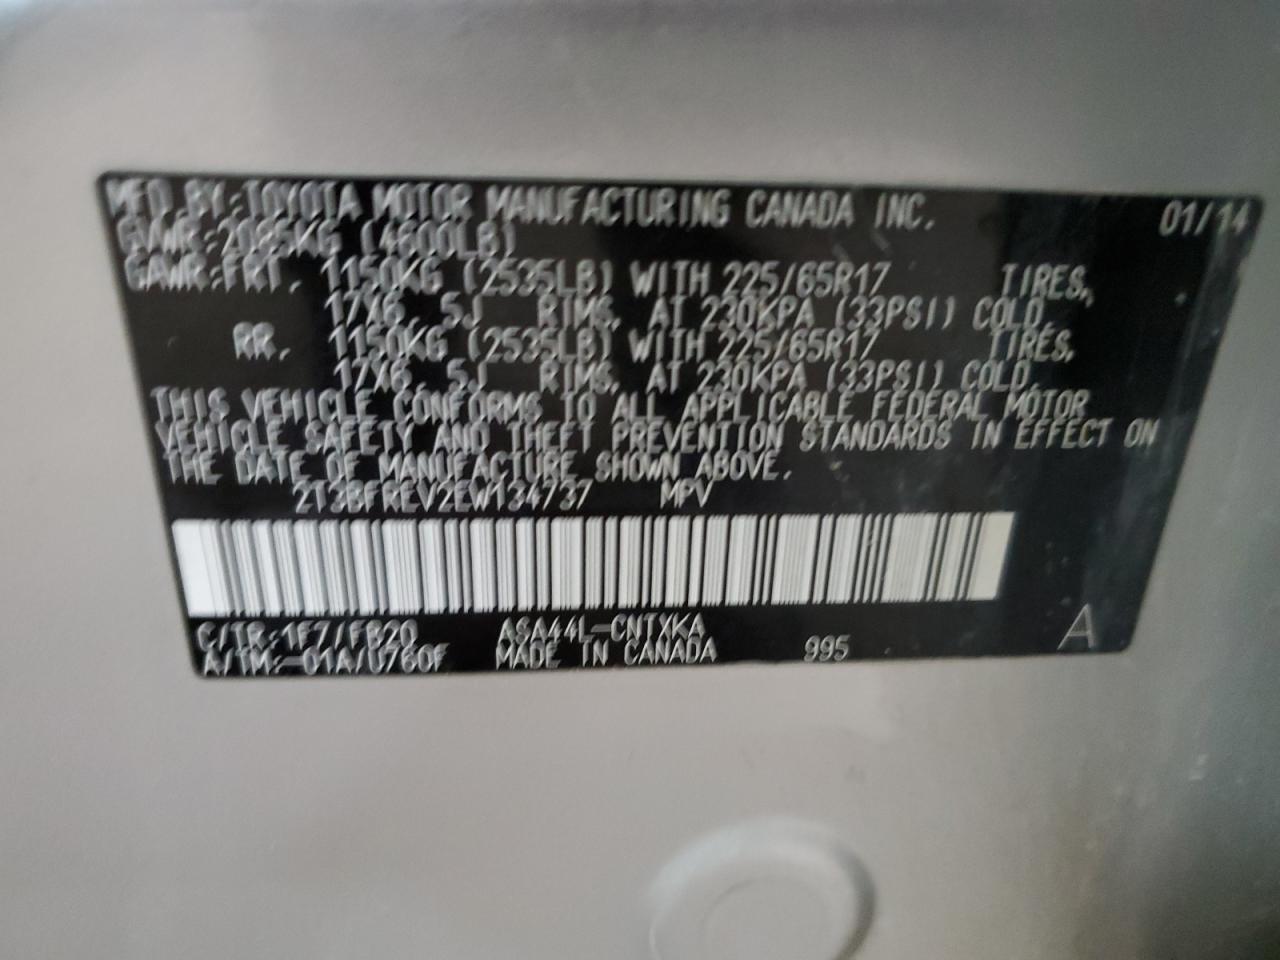 MFD BY:TOYOTA MOTOR MANUFACTURING CANADA INC. 01/14
GVWR:2085KG (4600LB)
GAWR:FRT. 1150KG (2535LB) WITH 225/65R17 TIRES,
17X6.5J RIMS, AT 230KPA (33PSI) COLD,
RR. 1150KG (2535LB) WITH 225/65R17 TIRES,
17X6.5J RIMS, AT 230KPA (33PSI) COLD.
THIS VEHICLE CONFORMS TO ALL APPLICABLE FEDERAL MOTOR
VEHICLE SAFETY AND THEFT PREVENTION STANDARDS IN EFFECT ON
THE DATE OF MANUFACTURE SHOWN ABOVE.
2T3BFREV2EW134737 MPV
C/TR:1F7/FB20 ASA44L-CNTXKA
A/TM:-01A/U760F MADE IN CANADA 995 A